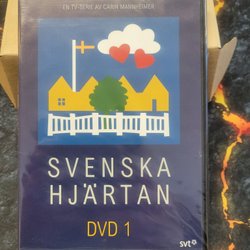 EN TV-SERIE AV CARIN MANNHEIMER
SVENSKA
HJÄRTAN
DVD 1
svt